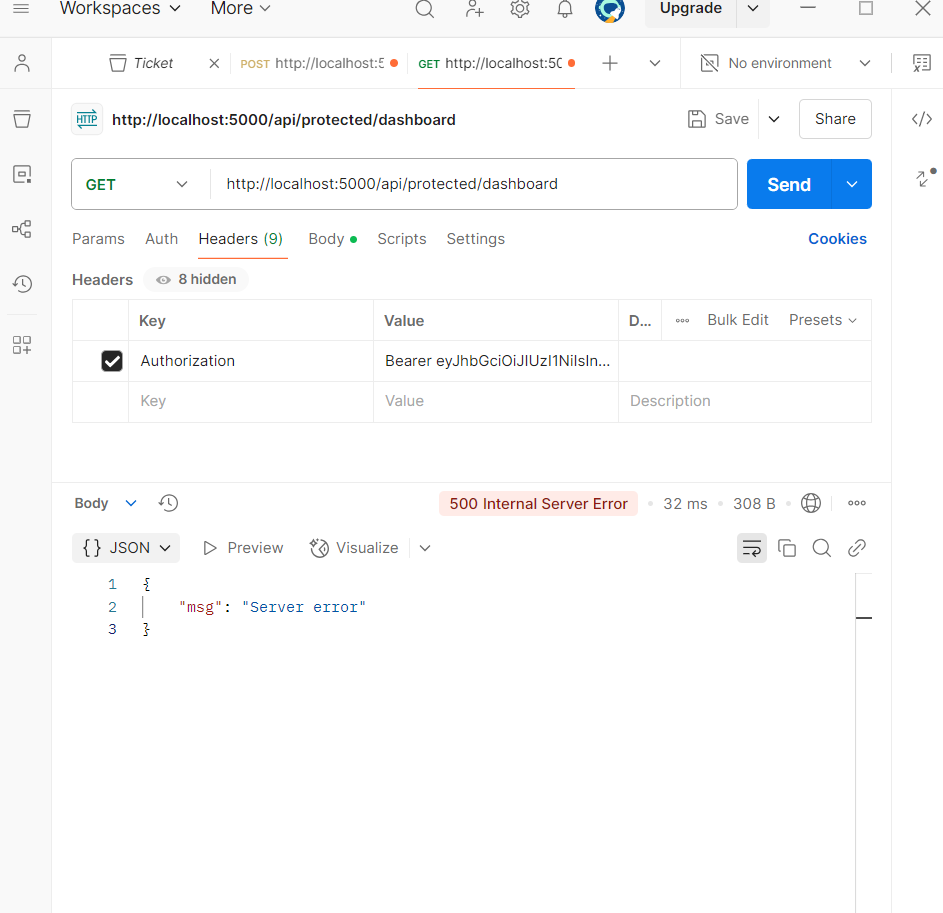 Workspaces More Upgrade
Ticket POST http://localhost:5 GET http://localhost:50 No environment
HTTP http://localhost:5000/api/protected/dashboard Save Share
GET http://localhost:5000/api/protected/dashboard Send
Params Auth Headers (9) Body Scripts Settings Cookies
Headers 8 hidden
Key Value D... Bulk Edit Presets
Authorization Bearer eyJhbGciOiJIUzI1NiIsIn...
Key Value Description
Body 500 Internal Server Error 32 ms 308 B
{} JSON Preview Visualize
1 {
2 "msg": "Server error"
3 }